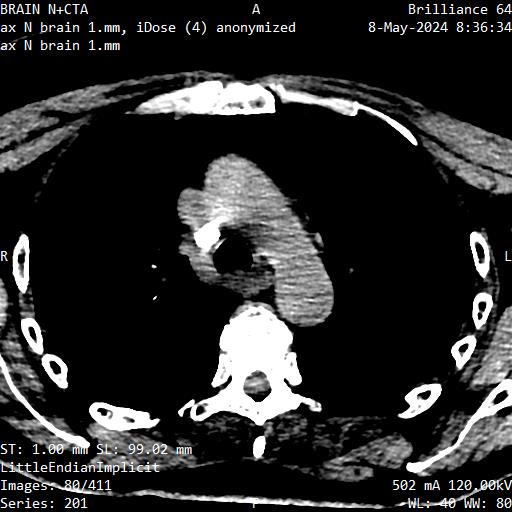 BRAIN N+CTA A Brilliance 64
ax N brain 1.mm, iDose (4) anonymized 8-May-2024 8:36:34
ax N brain 1.mm
R L
ST: 1.00 mm SL: 99.02 mm
LittleEndianImplicit
Images: 80/411 502 mA 120.00kV
Series: 201 P WL: 40 WW: 80